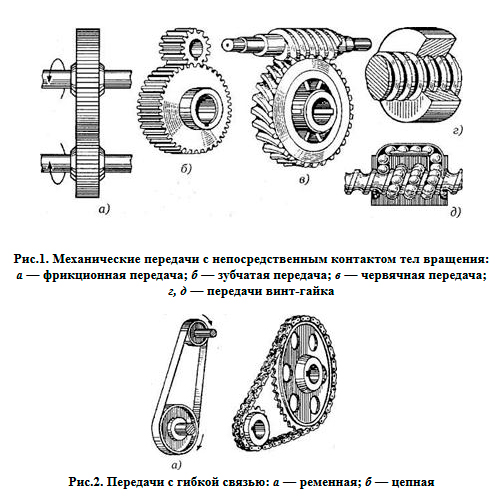 а)
б)
в)
г)
д)
Рис.1. Механические передачи с непосредственным контактом тел вращения:
а — фрикционная передача; б — зубчатая передача; в — червячная передача;
г, д — передачи винт-гайка
а)
Рис.2. Передачи с гибкой связью: а — ременная; б — цепная